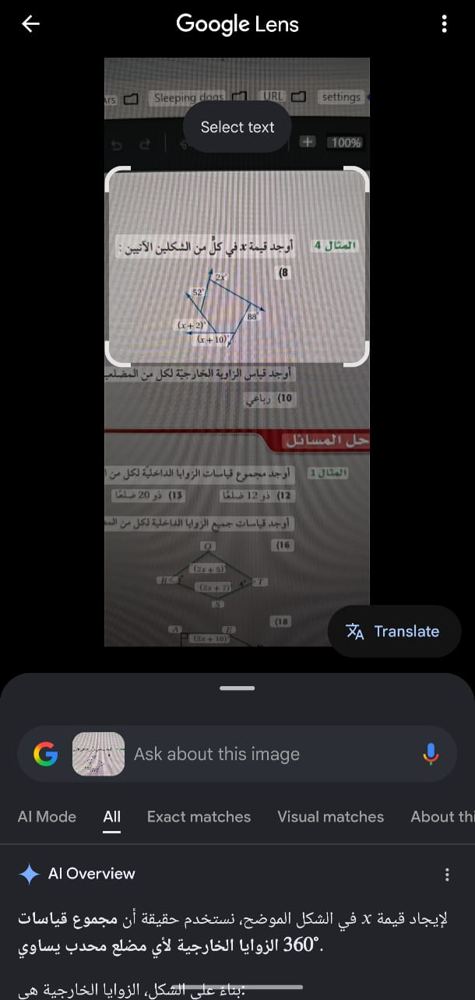 Google Lens
Sleeping dogs
URL
settings
Select text
100%
المثال 4
أوجد قيمة x في كلٍّ من الشكلين الآتيين :
(8
2x°
52°
88°
(x + 2)°
(x + 10)°
أوجد قياس الزاوية الخارجيّة لكل من المضلعـ
(10 رباعي
حل المسائل
المثال 1
أوجد مجموع قياسات الزوايا الداخليّة لكل من ا
(12 ذو 12 ضلعًا
(13 ذو 20 ضلعًا
أوجد قياسات جميع الزوايا الداخلية لكل من المـ
(16
Q
(2x + 5)°
R
x°
x°
T
(2x + 7)°
S
(18
A
E
(2x + 10)°
Translate
Ask about this image
AI Mode
All
Exact matches
Visual matches
About thi
AI Overview
لإيجاد قيمة x في الشكل الموضح، نستخدم حقيقة أن مجموع قياسات
الزوايا الخارجية لأي مضلع محدب يساوي 360°.
بناءً على الشكل، الزوايا الخارجية هي: